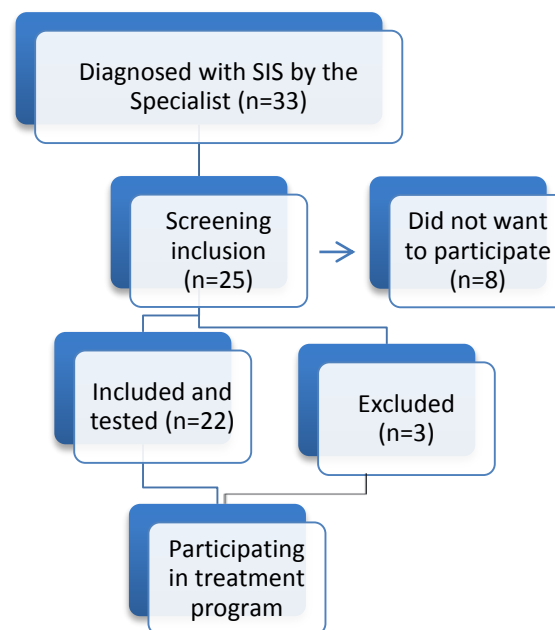 Diagnosed with SIS by the
Specialist (n=33)
Screening
inclusion
(n=25)
Did not want
to participate
(n=8)
Included and
tested (n=22)
Excluded
(n=3)
Participating
in treatment
program